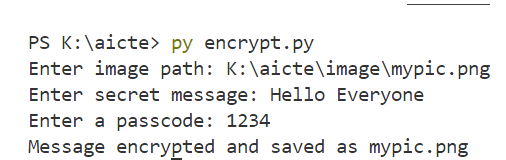 PS K:\aicte> py encrypt.py
Enter image path: K:\aicte\image\mypic.png
Enter secret message: Hello Everyone
Enter a passcode: 1234
Message encrypted and saved as mypic.png